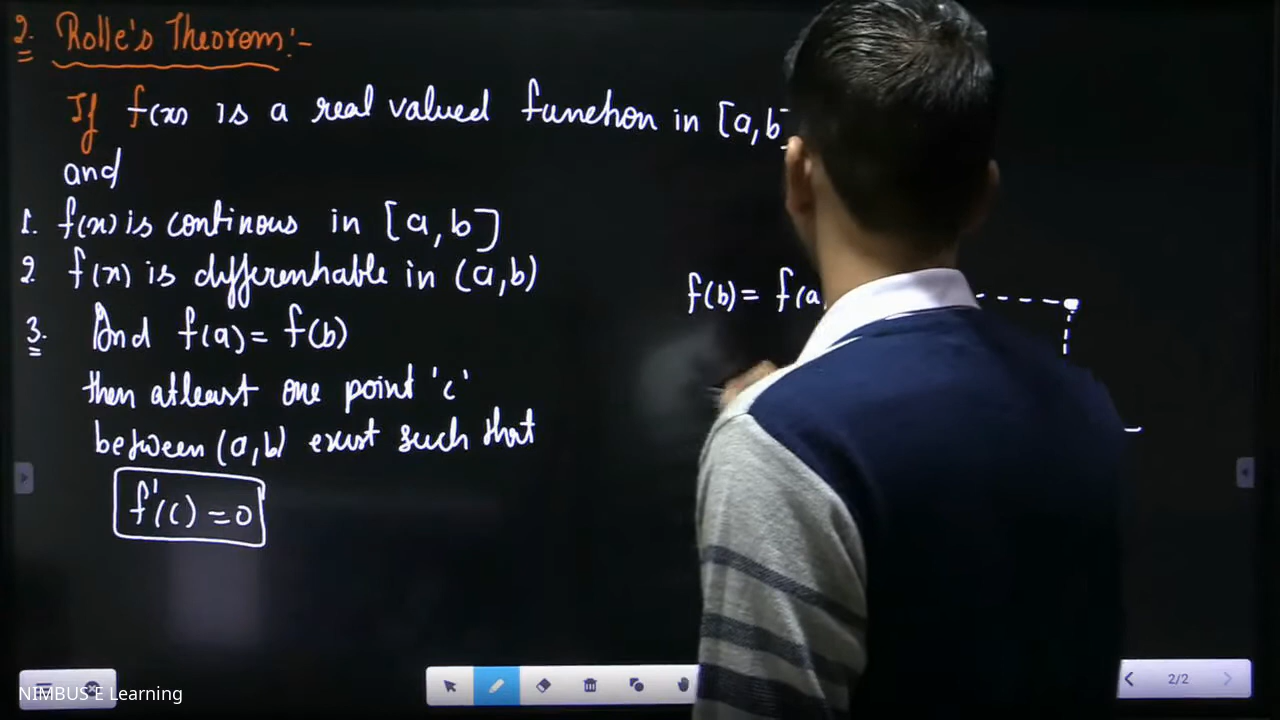 2. Rolle's Theorem:-
If f(x) is a real valued function in [a,b]
and
1. f(x) is continous in [a, b]
2. f(x) is differentiable in (a,b)
3. And f(a) = f(b)
then atleast one point 'c'
between (a,b) exist such that
f'(c) = 0
f(b) = f(a
2/2
NIMBUS E Learning